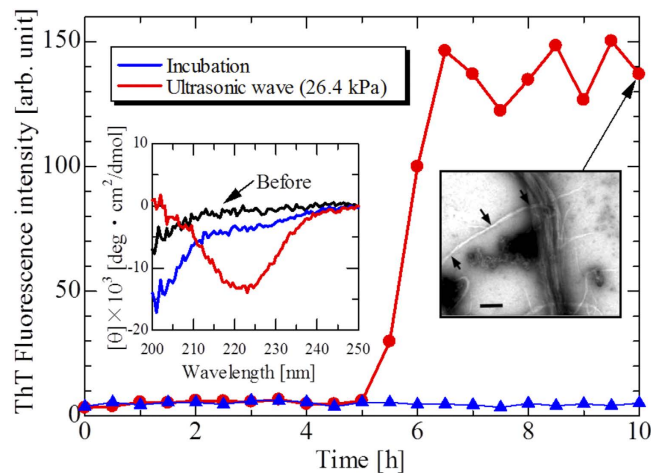 ThT Fluorescence intensity [arb. unit]
150
100
50
0
Incubation
Ultrasonic wave (26.4 kPa)
[θ]×10³ [deg・cm²/dmol]
10
0
-10
-20
Before
200 210 220 230 240 250
Wavelength [nm]
0 2 4 6 8 10
Time [h]